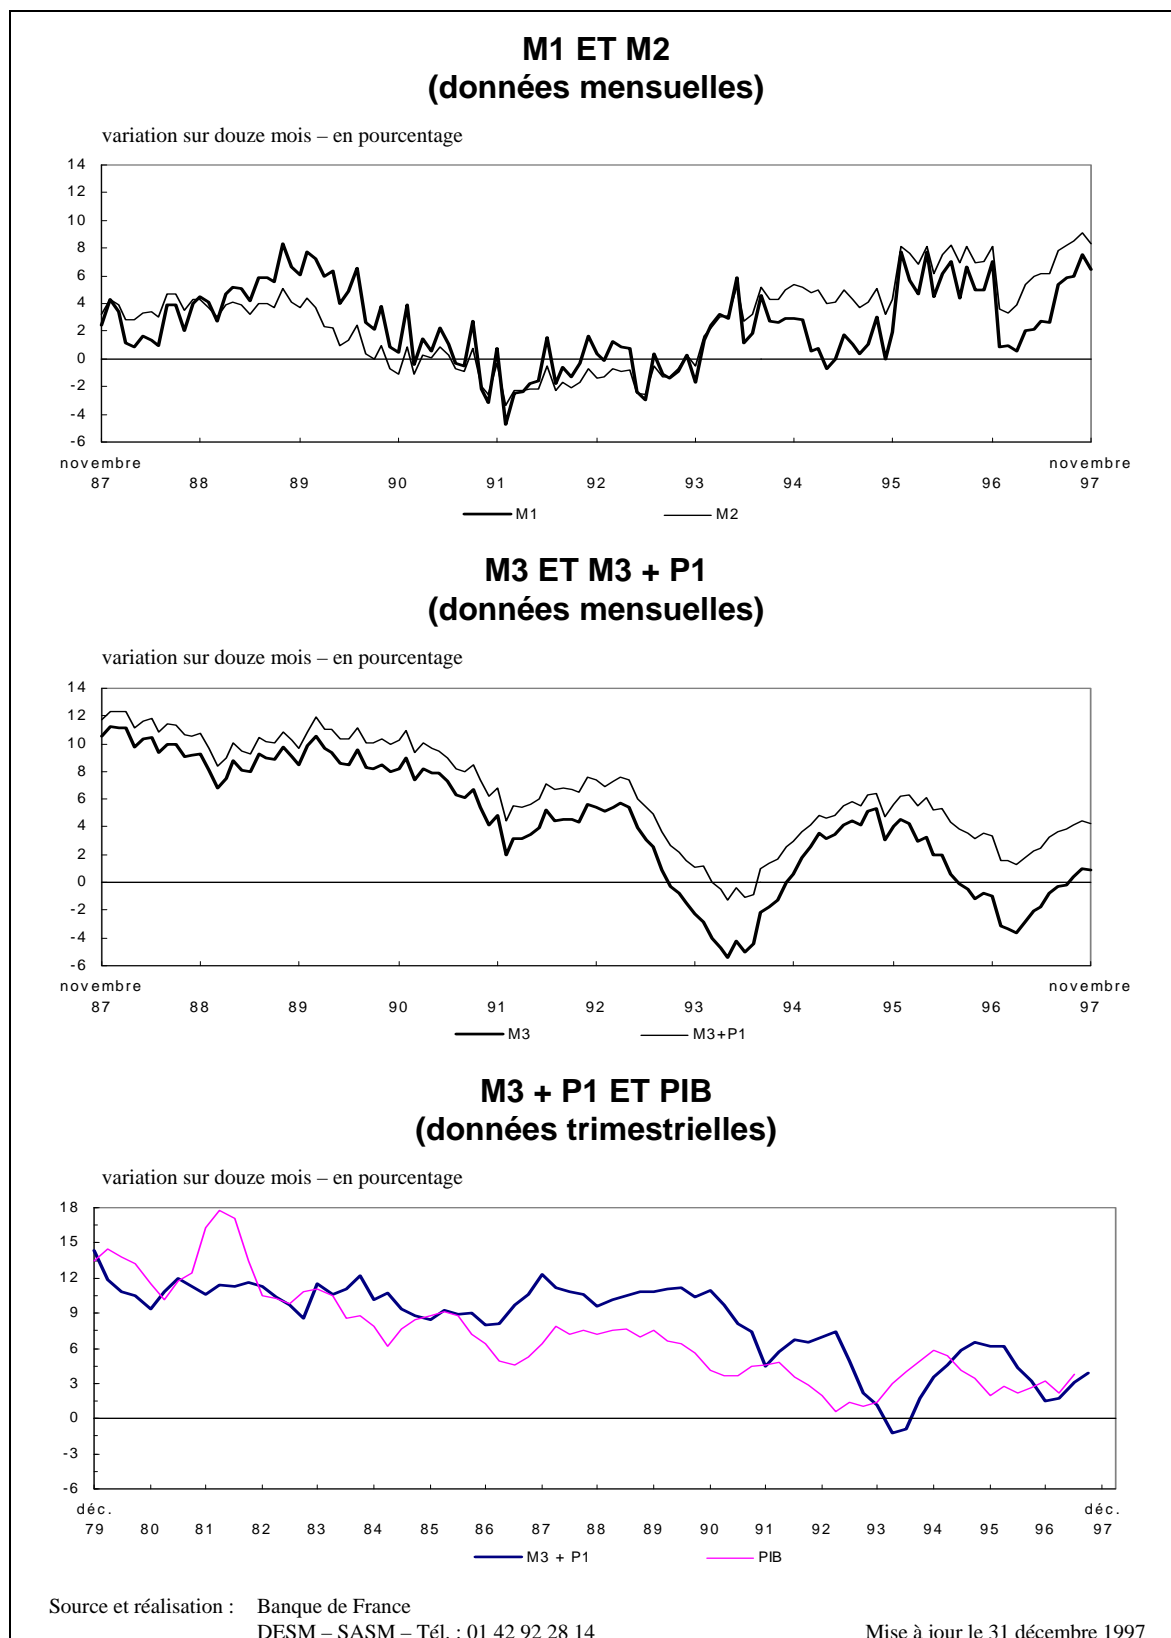 M1 ET M2
(données mensuelles)
variation sur douze mois – en pourcentage
14
12
10
8
6
4
2
0
-2
-4
-6
novembre novembre
87 88 89 90 91 92 93 94 95 96 97
M1 M2
M3 ET M3 + P1
(données mensuelles)
variation sur douze mois – en pourcentage
14
12
10
8
6
4
2
0
-2
-4
-6
novembre novembre
87 88 89 90 91 92 93 94 95 96 97
M3 M3+P1
M3 + P1 ET PIB
(données trimestrielles)
variation sur douze mois – en pourcentage
18
15
12
9
6
3
0
-3
-6
déc. déc.
79 80 81 82 83 84 85 86 87 88 89 90 91 92 93 94 95 96 97
M3 + P1 PIB
Source et réalisation : Banque de France
DESM – SASM – Tél. : 01 42 92 28 14 Mise à jour le 31 décembre 1997